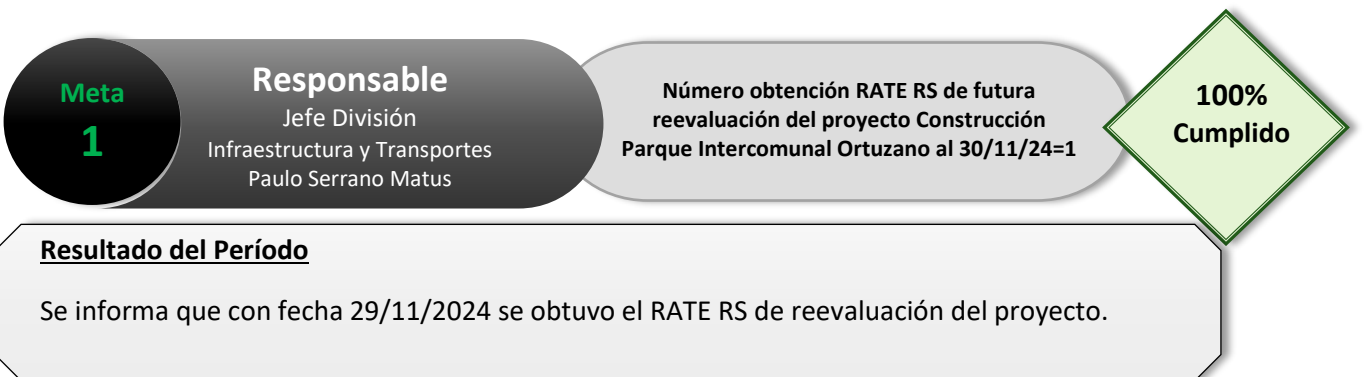 Meta
1
Responsable
Jefe División
Infraestructura y Transportes
Paulo Serrano Matus
Número obtención RATE RS de futura
reevaluación del proyecto Construcción
Parque Intercomunal Ortuzano al 30/11/24=1
100%
Cumplido
Resultado del Período
Se informa que con fecha 29/11/2024 se obtuvo el RATE RS de reevaluación del proyecto.